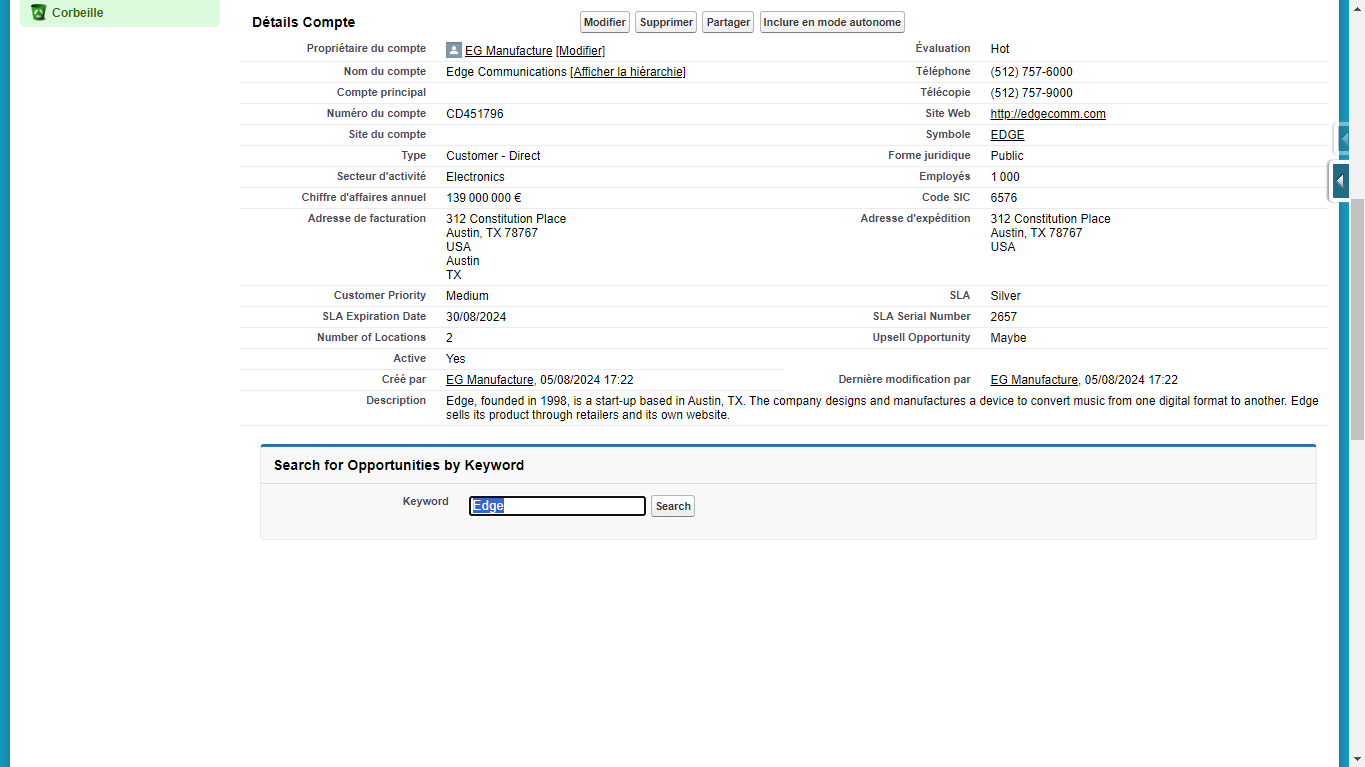 Corbeille
Détails Compte
Modifier Supprimer Partager Inclure en mode autonome
Propriétaire du compte EG Manufacture [Modifier] Évaluation Hot
Nom du compte Edge Communications [Afficher la hiérarchie] Téléphone (512) 757-6000
Compte principal Télécopie (512) 757-9000
Numéro du compte CD451796 Site Web http://edgecomm.com
Site du compte Symbole EDGE
Type Customer - Direct Forme juridique Public
Secteur d'activité Electronics Employés 1 000
Chiffre d'affaires annuel 139 000 000 € Code SIC 6576
Adresse de facturation 312 Constitution Place Adresse d'expédition 312 Constitution Place
Austin, TX 78767 Austin, TX 78767
USA USA
Austin
TX
Customer Priority Medium SLA Silver
SLA Expiration Date 30/08/2024 SLA Serial Number 2657
Number of Locations 2 Upsell Opportunity Maybe
Active Yes
Créé par EG Manufacture, 05/08/2024 17:22 Dernière modification par EG Manufacture, 05/08/2024 17:22
Description Edge, founded in 1998, is a start-up based in Austin, TX. The company designs and manufactures a device to convert music from one digital format to another. Edge
sells its product through retailers and its own website.
Search for Opportunities by Keyword
Keyword Edge Search